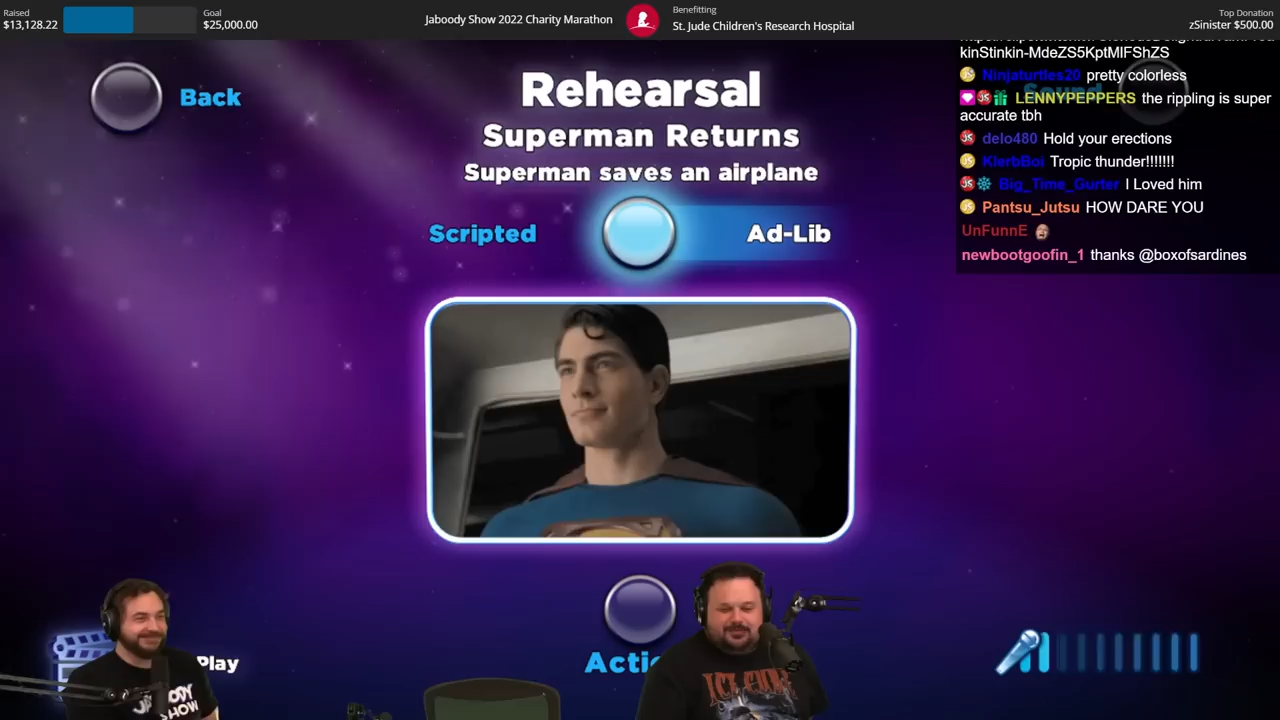 Raised
$13,128.22
Goal
$25,000.00
Jaboody Show 2022 Charity Marathon
Benefitting
St. Jude Children's Research Hospital
Top Donation
zSinister $500.00
Back
Rehearsal
Superman Returns
Superman saves an airplane
Scripted
Ad-Lib
Sound
kinStinkin-MdeZS5KptMlFShZS
Ninjaturtles20 pretty colorless
LENNYPEPPERS the rippling is super
accurate tbh
delo480 Hold your erections
KlerbBoi Tropic thunder!!!!!!!
Big_Time_Gurter I Loved him
Pantsu_Jutsu HOW DARE YOU
UnFunnE
newbootgoofin_1 thanks @boxofsardines
Play
Actio
SHOW